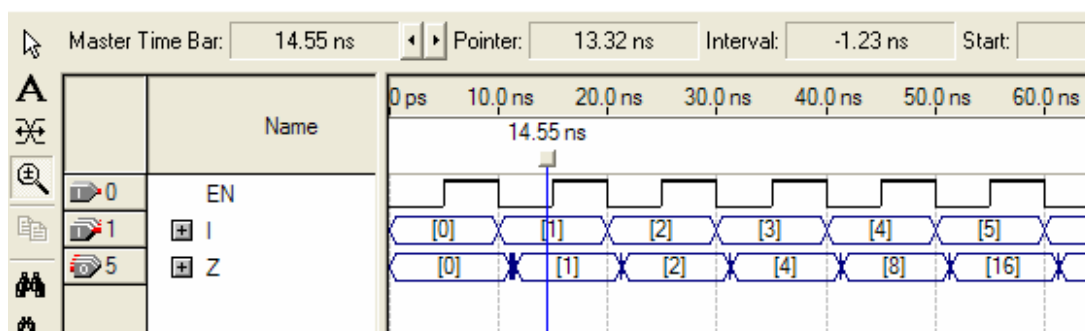 Master Time Bar: 14.55 ns Pointer: 13.32 ns Interval: -1.23 ns Start:
A
Name
0 ps 10.0 ns 20.0 ns 30.0 ns 40.0 ns 50.0 ns 60.0 ns
14.55 ns
0 EN
1 I [0] [1] [2] [3] [4] [5]
5 Z [0] [1] [2] [4] [8] [16]